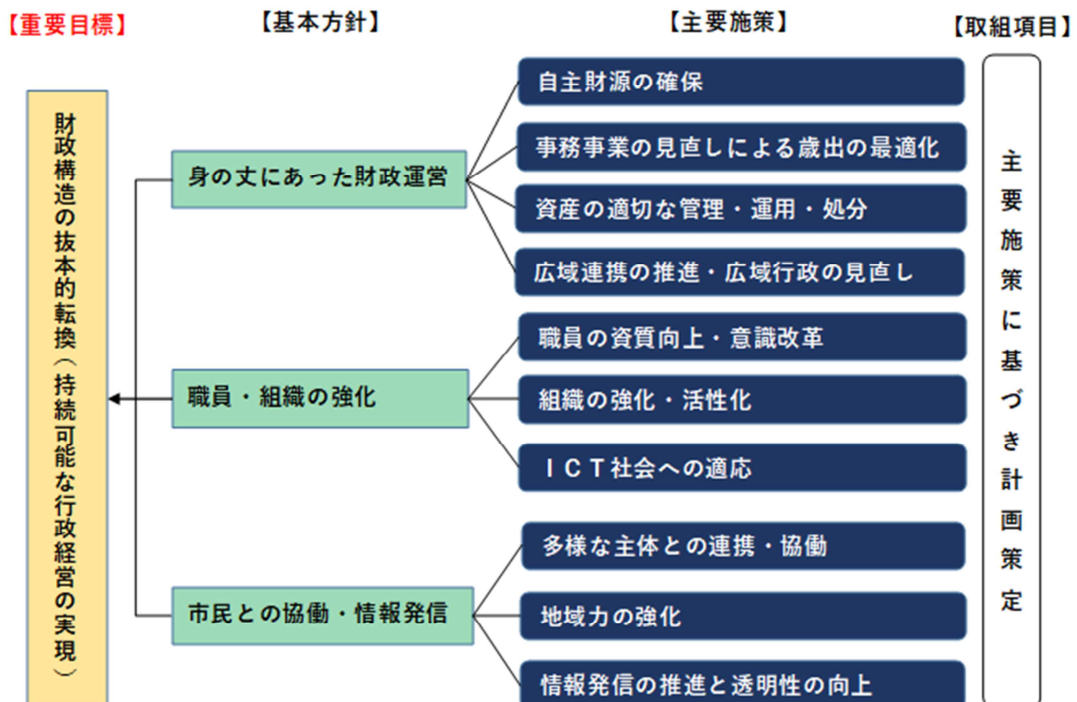 【重要目標】
【基本方針】
【主要施策】
【取組項目】
財政構造の抜本的転換(持続可能な行政経営の実現)
身の丈にあった財政運営
自主財源の確保
事務事業の見直しによる歳出の最適化
資産の適切な管理・運用・処分
広域連携の推進・広域行政の見直し
職員・組織の強化
職員の資質向上・意識改革
組織の強化・活性化
ICT社会への適応
市民との協働・情報発信
多様な主体との連携・協働
地域力の強化
情報発信の推進と透明性の向上
主要施策に基づき計画策定